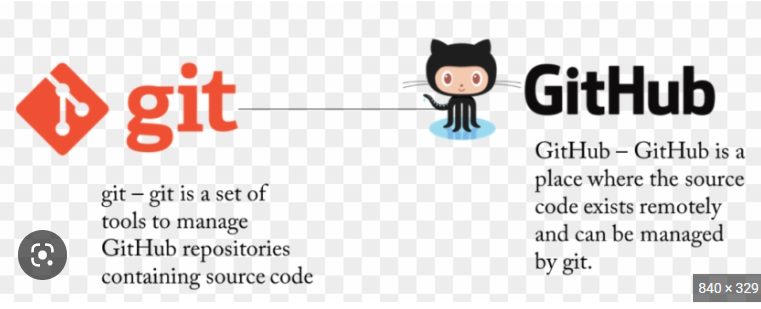 git
GitHub
git – git is a set of
tools to manage
GitHub repositories
containing source code
GitHub – GitHub is a
place where the source
code exists remotely
and can be managed
by git.
840 × 329